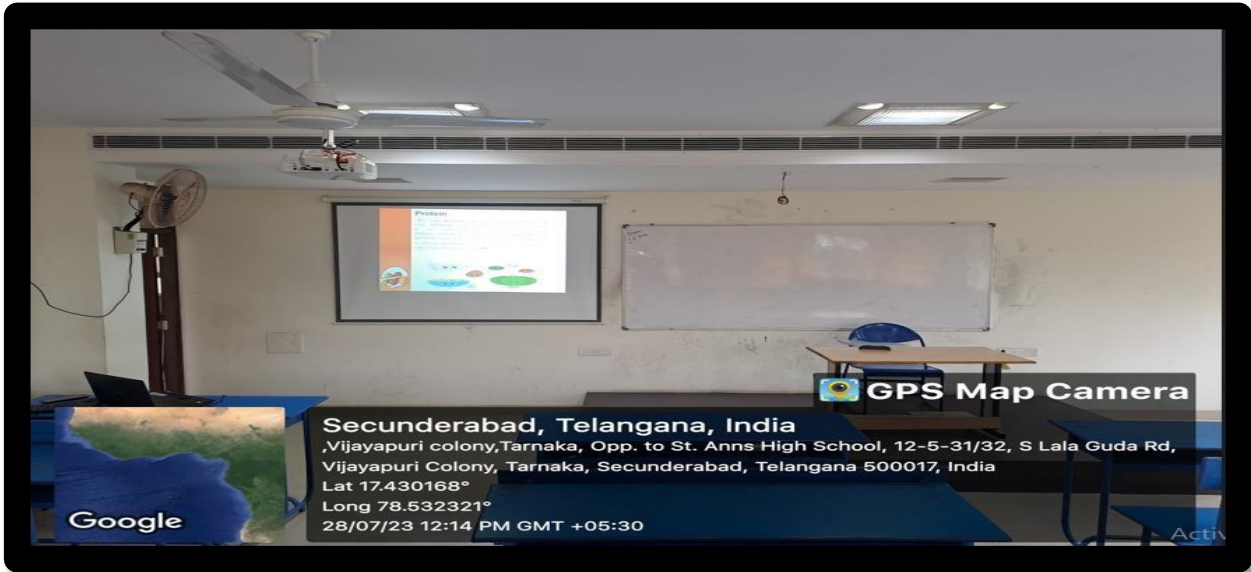 Protein
GPS Map Camera
Secunderabad, Telangana, India
,Vijayapuri colony,Tarnaka, Opp. to St. Anns High School, 12-5-31/32, S Lala Guda Rd,
Vijayapuri Colony, Tarnaka, Secunderabad, Telangana 500017, India
Lat 17.430168°
Long 78.532321°
28/07/23 12:14 PM GMT +05:30
Google
Activ